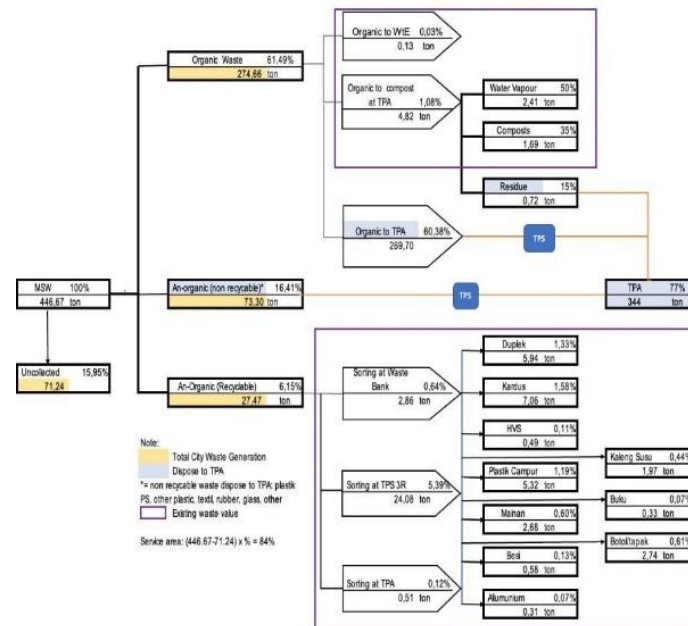 Organic Waste 61,49%
274,66 ton
Organic to WtE 0,03%
0,13 ton
Organic to compost
at TPA 1,08%
4,82 ton
Water Vapour 50%
2,41 ton
Composts 35%
1,69 ton
Residue 15%
0,72 ton
Organic to TPA 60,38%
269,70
TPS
MSW 100%
446,67 ton
An-organic (non recyable)* 16,41%
73,30 ton
TPS
TPA 77%
344 ton
Uncollected 15,95%
71,24
An-Organic (Recyclable) 6,15%
27,47 ton
Sorting at Waste
Bank 0,64%
2,86 ton
Sorting at TPS 3R 5,39%
24,08 ton
Sorting at TPA 0,12%
0,51 ton
Duplek 1,33%
5,94 ton
Kardus 1,58%
7,06 ton
HVS 0,11%
0,49 ton
Plastik Campur 1,19%
5,32 ton
Mainan 0,60%
2,68 ton
Besi 0,13%
0,58 ton
Allumunium 0,07%
0,31 ton
Kaleng Susu 0,44%
1,97 ton
Buku 0,07%
0,33 ton
Botol/tapak 0,61%
2,74 ton
Note:
Total City Waste Generation
Dispose to TPA
*= non recyable waste dispose to TPA: plastik
PS, other plastic, textil, rubber, glass, other
Existing waste value
Service area: (446.67-71.24) x % = 84%